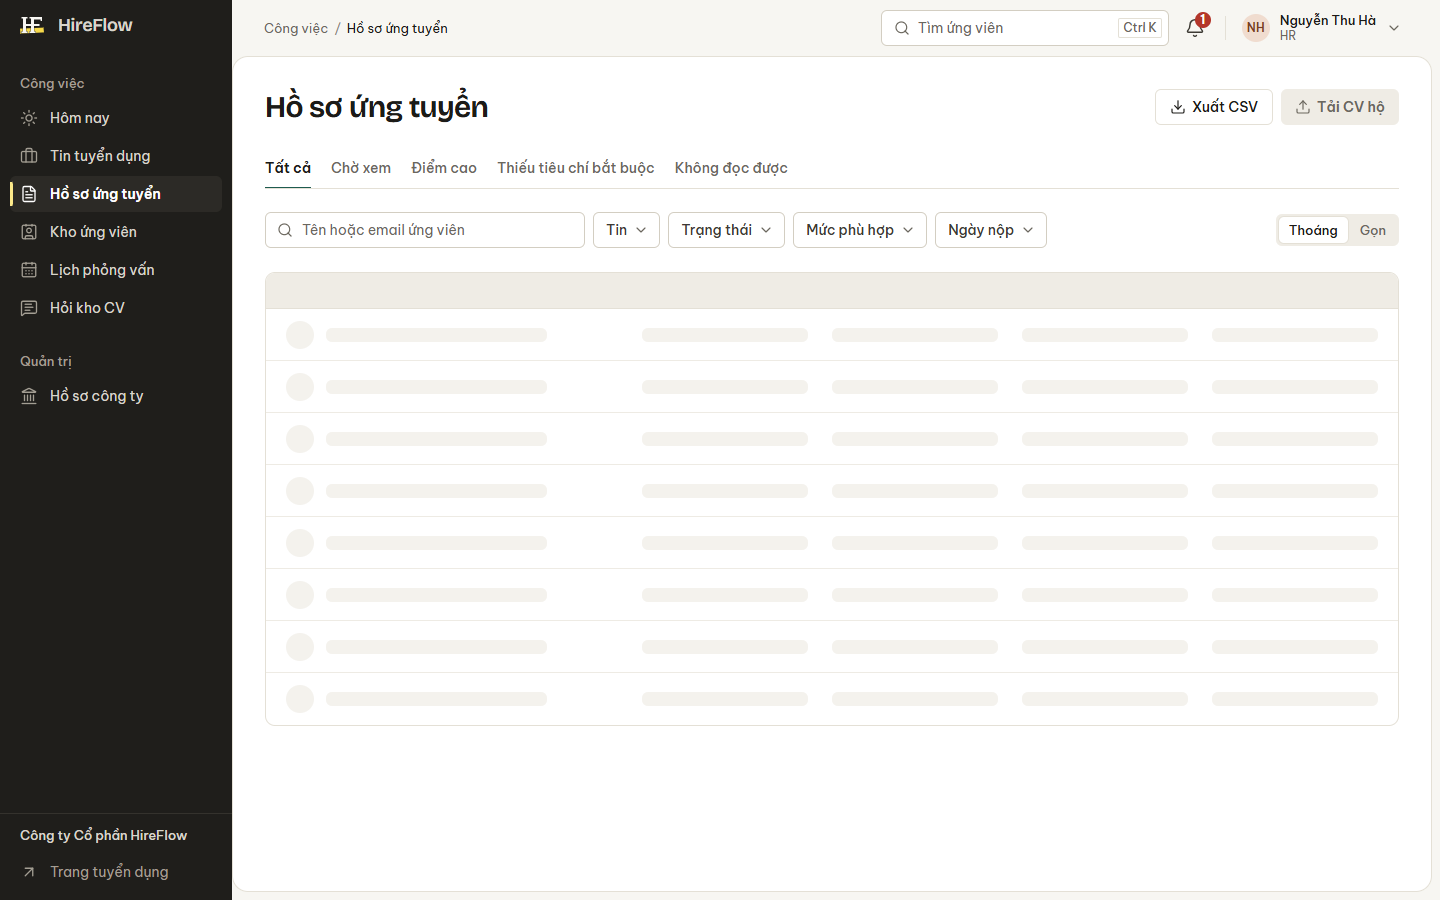 HF HireFlow
Công việc / Hồ sơ ứng tuyển
Tìm ứng viên Ctrl K
1
NH Nguyễn Thu Hà
HR
Công việc
Hôm nay
Tin tuyển dụng
Hồ sơ ứng tuyển
Kho ứng viên
Lịch phỏng vấn
Hỏi kho CV
Quản trị
Hồ sơ công ty
Công ty Cổ phần HireFlow
Trang tuyển dụng
Hồ sơ ứng tuyển
Xuất CSV Tải CV hộ
Tất cả Chờ xem Điểm cao Thiếu tiêu chí bắt buộc Không đọc được
Tên hoặc email ứng viên Tin Trạng thái Mức phù hợp Ngày nộp Thoáng Gọn